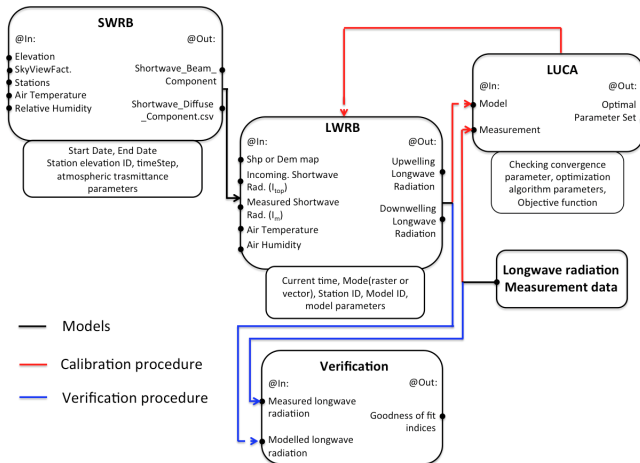 SWRB
@In:
@Out:
Elevation
SkyViewFact.
Stations
Air Temperature
Relative Humidity
Shortwave_Beam_
Component
Shortwave_Diffuse
_Component.csv
Start Date, End Date
Station elevation ID, timeStep,
atmospheric trasmittance
parameters
LWRB
@In:
@Out:
Shp or Dem map
Incoming. Shortwave
Rad. (Itop)
Measured Shortwave
Rad. (Im)
Air Temperature
Air Humidity
Upwelling
Longwave
Radiation
Downwelling
Longwave
Radiation
Current time, Mode(raster or
vector), Station ID, Model ID,
model parameters
LUCA
@In:
@Out:
Model
Measurement
Optimal
Parameter Set
Checking convergence
parameter, optimization
algorithm parameters,
Objective function
Longwave radiation
Measurement data
Models
Calibration procedure
Verification procedure
Verification
@In:
@Out:
Measured longwave
radiation
Modelled longwave
radiation
Goodness of fit
indices